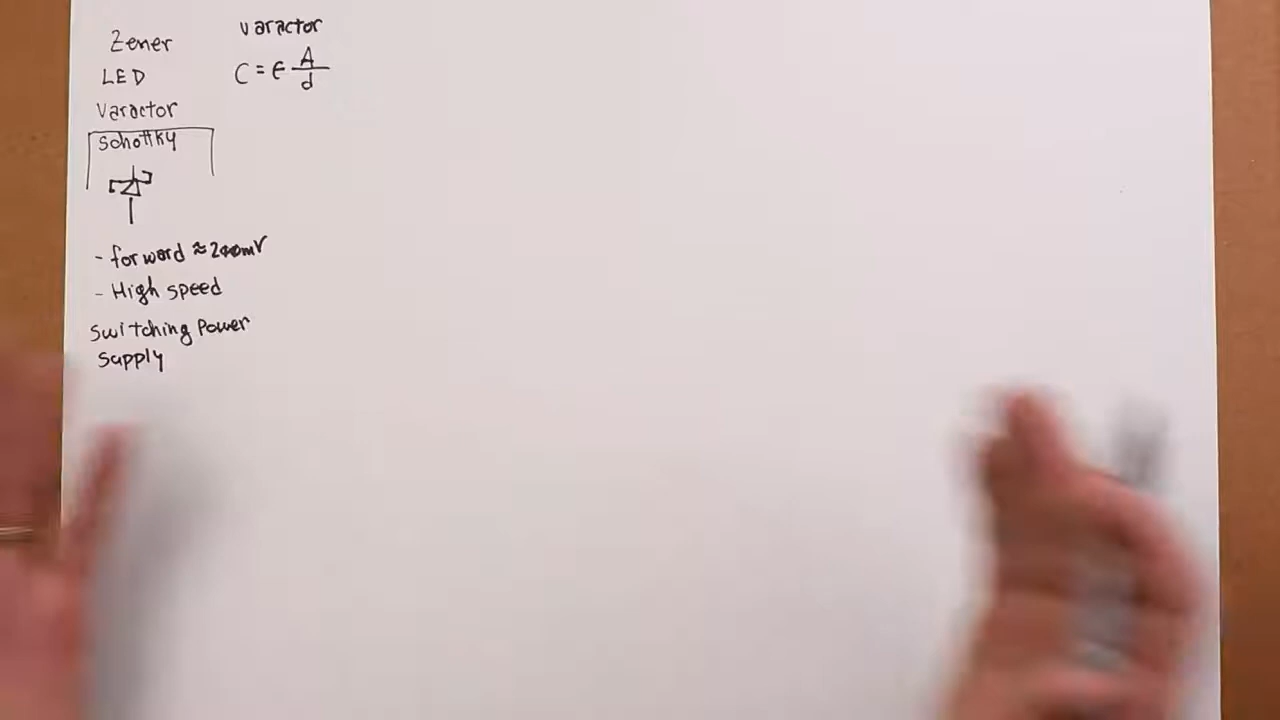 Zener
LED
Varactor
Schottky
- forward ≈200mV
- High speed
Switching Power
Supply
Varactor
C = ϵ A/d